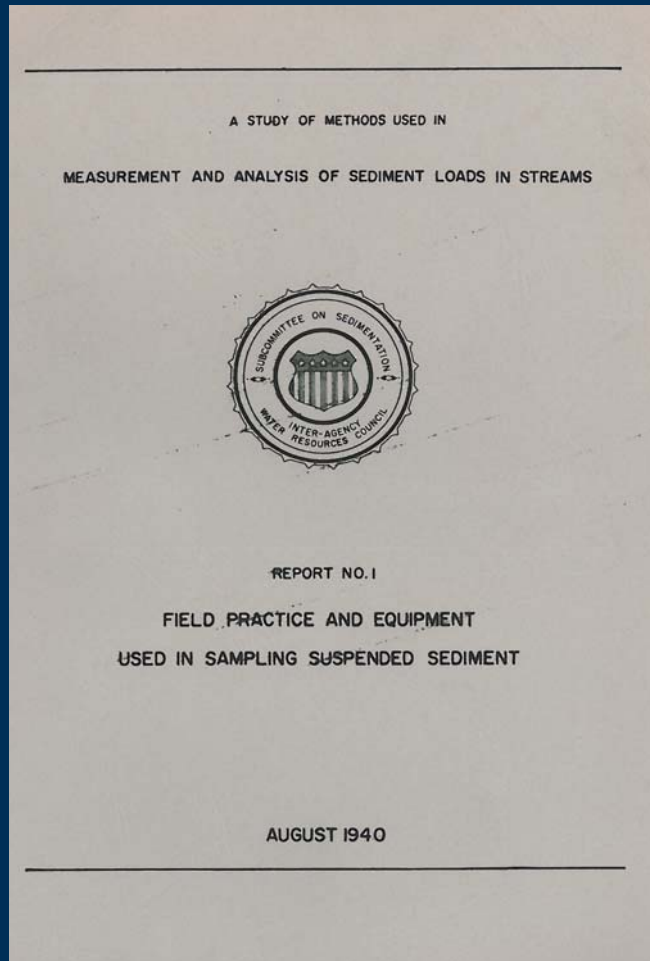 A STUDY OF METHODS USED IN
MEASUREMENT AND ANALYSIS OF SEDIMENT LOADS IN STREAMS
SUBCOMMITTEE ON SEDIMENTATION
INTER-AGENCY
WATER RESOURCES COUNCIL
REPORT NO. 1
FIELD PRACTICE AND EQUIPMENT
USED IN SAMPLING SUSPENDED SEDIMENT
AUGUST 1940